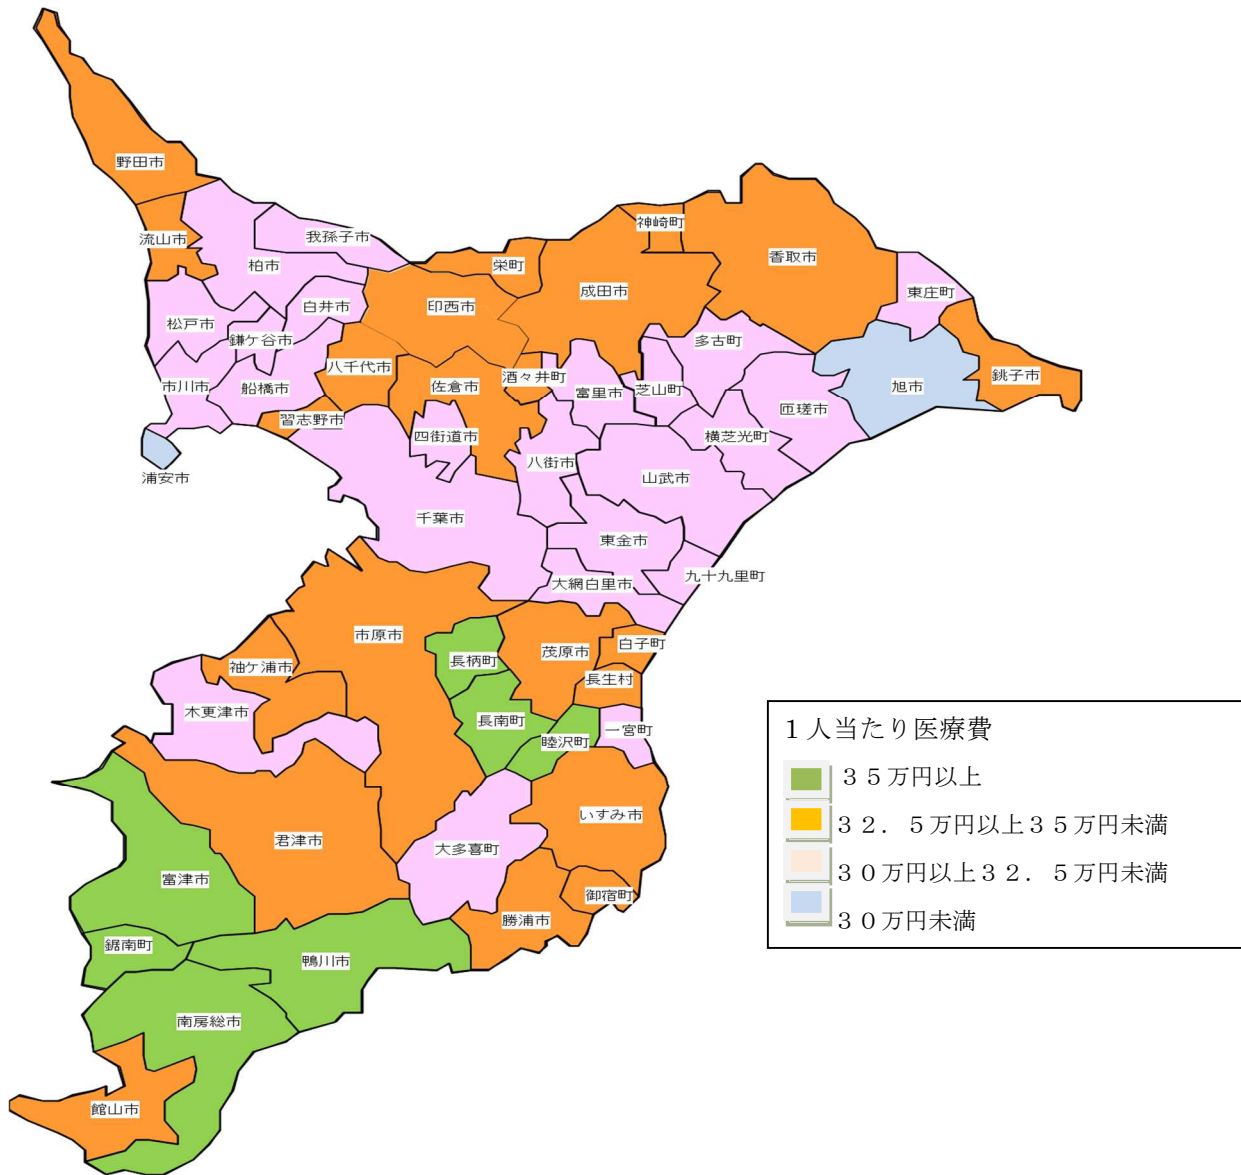 野田市
流山市
我孫子市
柏市
神崎町
香取市
栄町
成田市
東庄町
白井市
印西市
松戸市
鎌ケ谷市
多古町
八千代市
市川市
船橋市
佐倉市
酒々井町
富里市
芝山町
旭市
銚子市
匝瑳市
習志野市
四街道市
横芝光町
八街市
浦安市
山武市
千葉市
東金市
大網白里市
九十九里町
市原市
白子町
長柄町
茂原市
袖ケ浦市
長生村
木更津市
長南町
一宮町
睦沢町
いすみ市
君津市
大多喜町
富津市
御宿町
勝浦市
鋸南町
鴨川市
南房総市
館山市
1人当たり医療費
35万円以上
32.5万円以上35万円未満
30万円以上32.5万円未満
30万円未満